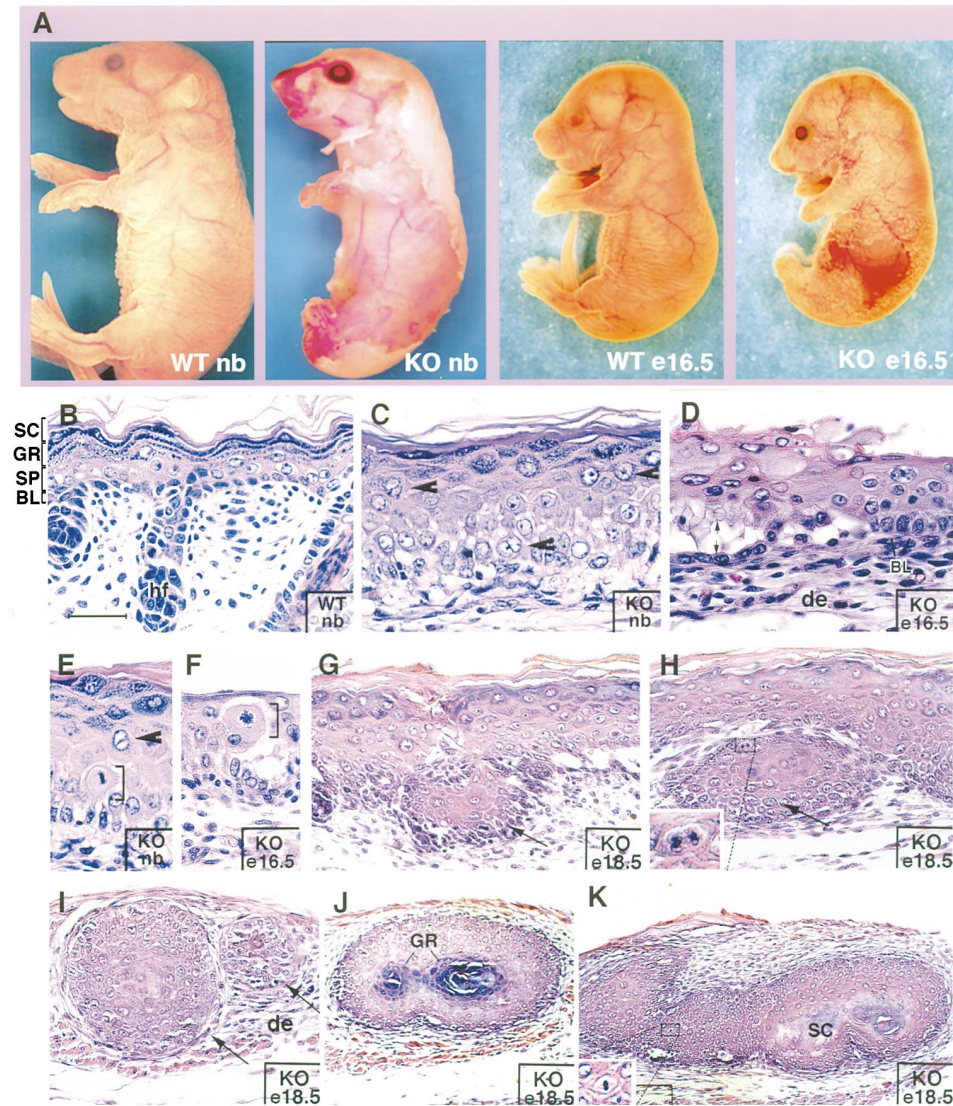 A
WT nb
KO nb
WT e16.5
KO e16.5
SC
GR
SP
BL
B
hf
WT
nb
C
KO
nb
D
BL
de
KO
e16.5
E
KO
nb
F
KO
e16.5
G
KO
e18.5
H
KO
e18.5
I
de
KO
e18.5
J
GR
KO
e18.5
K
SC
KO
e18.5